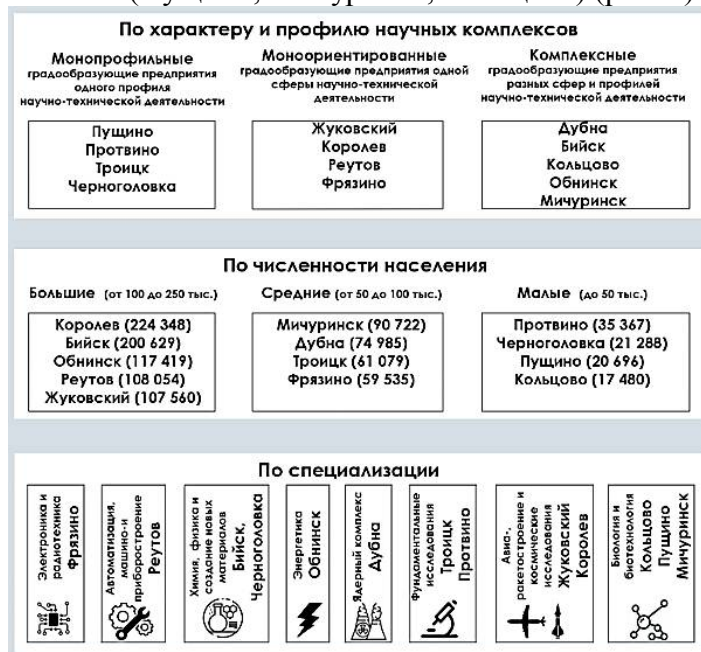 По характеру и профилю научных комплексов
Монопрофильные
градообразующие предприятия
одного профиля
научно-технической деятельности
Пущино
Протвино
Троицк
Черноголовка
Моноориентированные
градообразующие предприятия одной
сферы научно-технической
деятельности
Жуковский
Королев
Реутов
Фрязино
Комплексные
градообразующие предприятия
разных сфер и профилей
научно-технической деятельности
Дубна
Бийск
Кольцово
Обнинск
Мичуринск
По численности населения
Большие (от 100 до 250 тыс.)
Королев (224 348)
Бийск (200 629)
Обнинск (117 419)
Реутов (108 054)
Жуковский (107 560)
Средние (от 50 до 100 тыс.)
Мичуринск (90 722)
Дубна (74 985)
Троицк (61 079)
Фрязино (59 535)
Малые (до 50 тыс.)
Протвино (35 367)
Черноголовка (21 288)
Пущино (20 696)
Кольцово (17 480)
По специализации
Электроника и
радиотехника
Фрязино
Автоматизация,
машино-и
приборостроение
Реутов
Химия, физика и
создание новых
материалов
Бийск,
Черноголовка
Энергетика
Обнинск
Ядерный комплекс
Дубна
Фундаментальные
исследования
Троицк
Протвино
Авиа-,
ракетостроение и
космические
исследования
Жуковский
Королев
Биология и
биотехнология
Кольцово
Пущино
Мичуринск